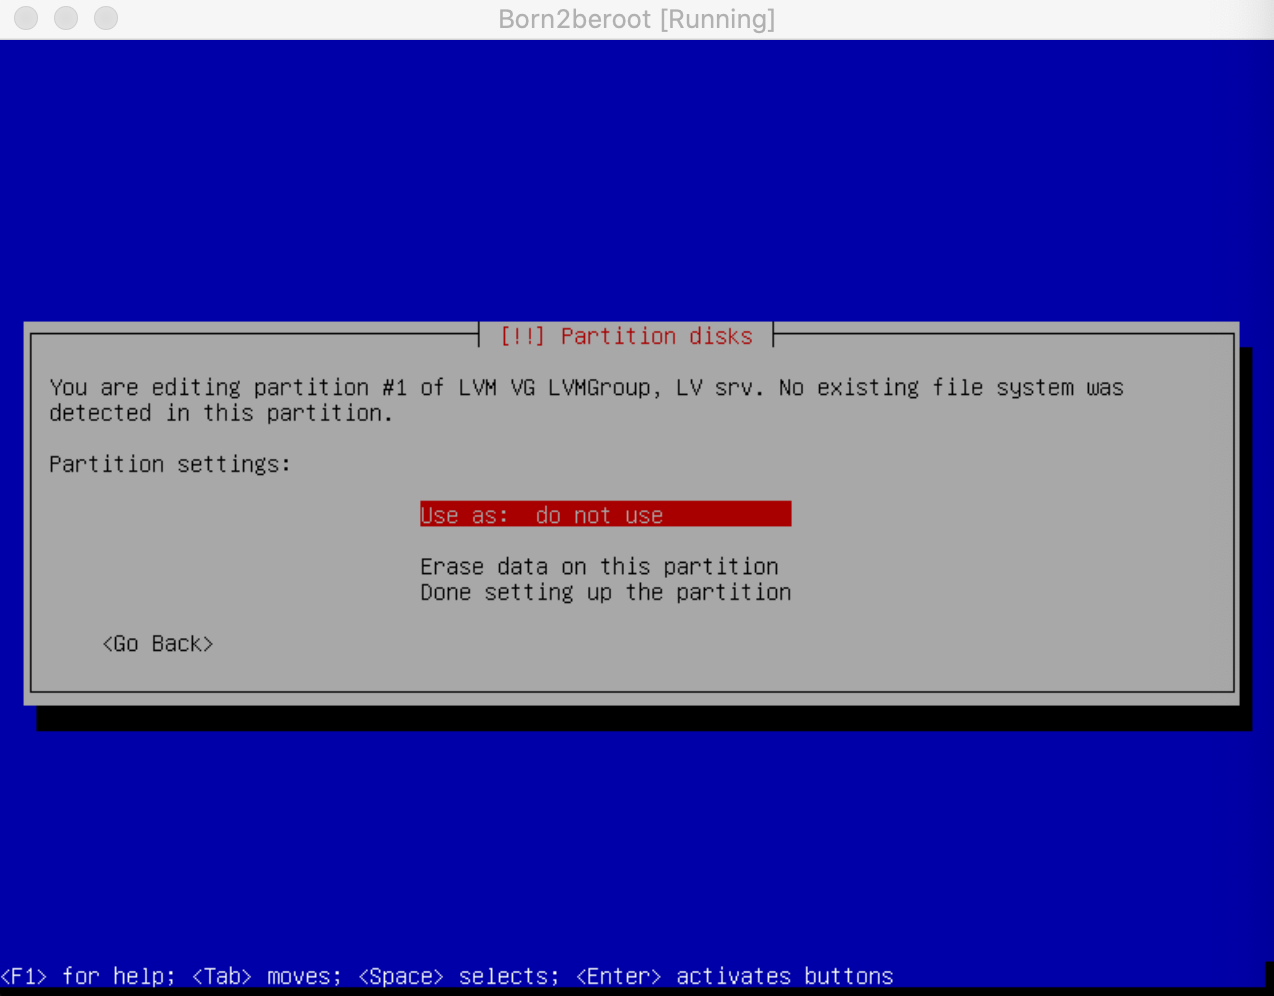 Born2beroot [Running]
[!!] Partition disks
You are editing partition #1 of LVM VG LVMGroup, LV srv. No existing file system was
detected in this partition.
Partition settings:
Use as:  do not use
Erase data on this partition
Done setting up the partition
<Go Back>
<F1> for help; <Tab> moves; <Space> selects; <Enter> activates buttons